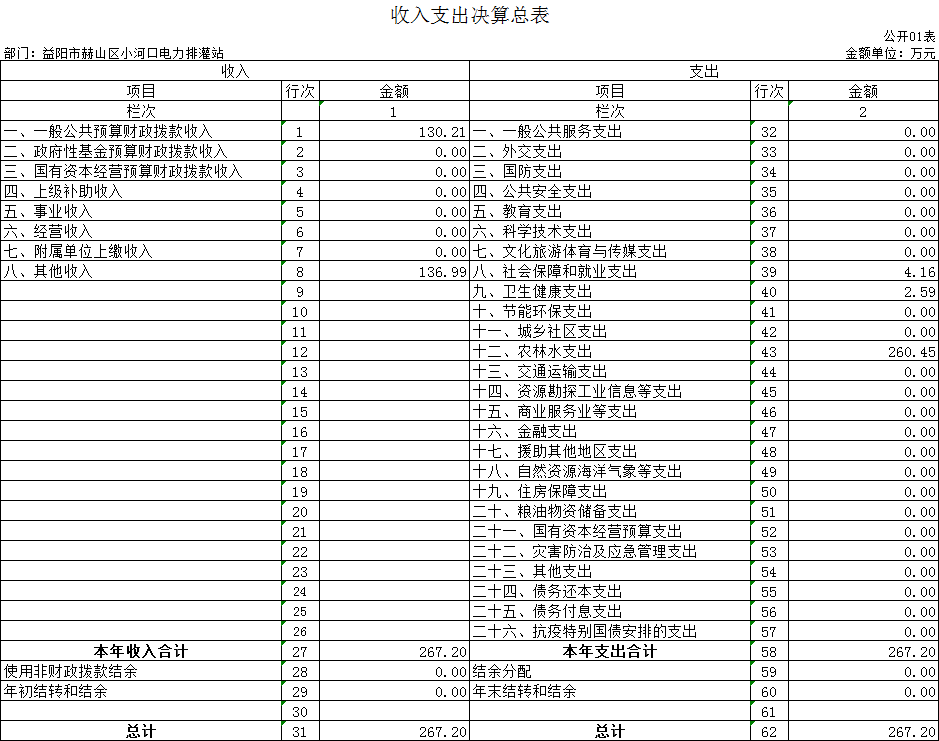 收入支出决算总表
公开01表
部门：益阳市赫山区小河口电力排灌站 金额单位：万元
收入 支出
项目 行次 金额 项目 行次 金额
栏次 1 栏次 2
一、一般公共预算财政拨款收入 1 130.21 一、一般公共服务支出 32 0.00
二、政府性基金预算财政拨款收入 2 0.00 二、外交支出 33 0.00
三、国有资本经营预算财政拨款收入 3 0.00 三、国防支出 34 0.00
四、上级补助收入 4 0.00 四、公共安全支出 35 0.00
五、事业收入 5 0.00 五、教育支出 36 0.00
六、经营收入 6 0.00 六、科学技术支出 37 0.00
七、附属单位上缴收入 7 0.00 七、文化旅游体育与传媒支出 38 0.00
八、其他收入 8 136.99 八、社会保障和就业支出 39 4.16
9 九、卫生健康支出 40 2.59
10 十、节能环保支出 41 0.00
11 十一、城乡社区支出 42 0.00
12 十二、农林水支出 43 260.45
13 十三、交通运输支出 44 0.00
14 十四、资源勘探工业信息等支出 45 0.00
15 十五、商业服务业等支出 46 0.00
16 十六、金融支出 47 0.00
17 十七、援助其他地区支出 48 0.00
18 十八、自然资源海洋气象等支出 49 0.00
19 十九、住房保障支出 50 0.00
20 二十、粮油物资储备支出 51 0.00
21 二十一、国有资本经营预算支出 52 0.00
22 二十二、灾害防治及应急管理支出 53 0.00
23 二十三、其他支出 54 0.00
24 二十四、债务还本支出 55 0.00
25 二十五、债务付息支出 56 0.00
26 二十六、抗疫特别国债安排的支出 57 0.00
本年收入合计 27 267.20 本年支出合计 58 267.20
使用非财政拨款结余 28 0.00 结余分配 59 0.00
年初结转和结余 29 0.00 年末结转和结余 60 0.00
30 61
总计 31 267.20 总计 62 267.20